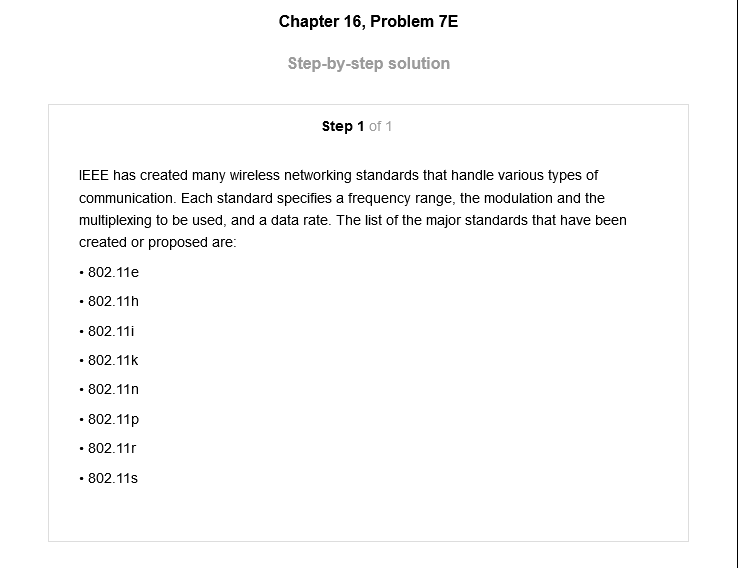 Chapter 16, Problem 7E
Step-by-step solution
Step 1 of 1
IEEE has created many wireless networking standards that handle various types of
communication. Each standard specifies a frequency range, the modulation and the
multiplexing to be used, and a data rate. The list of the major standards that have been
created or proposed are:
• 802.11e
• 802.11h
• 802.11i
• 802.11k
• 802.11n
• 802.11p
• 802.11r
• 802.11s